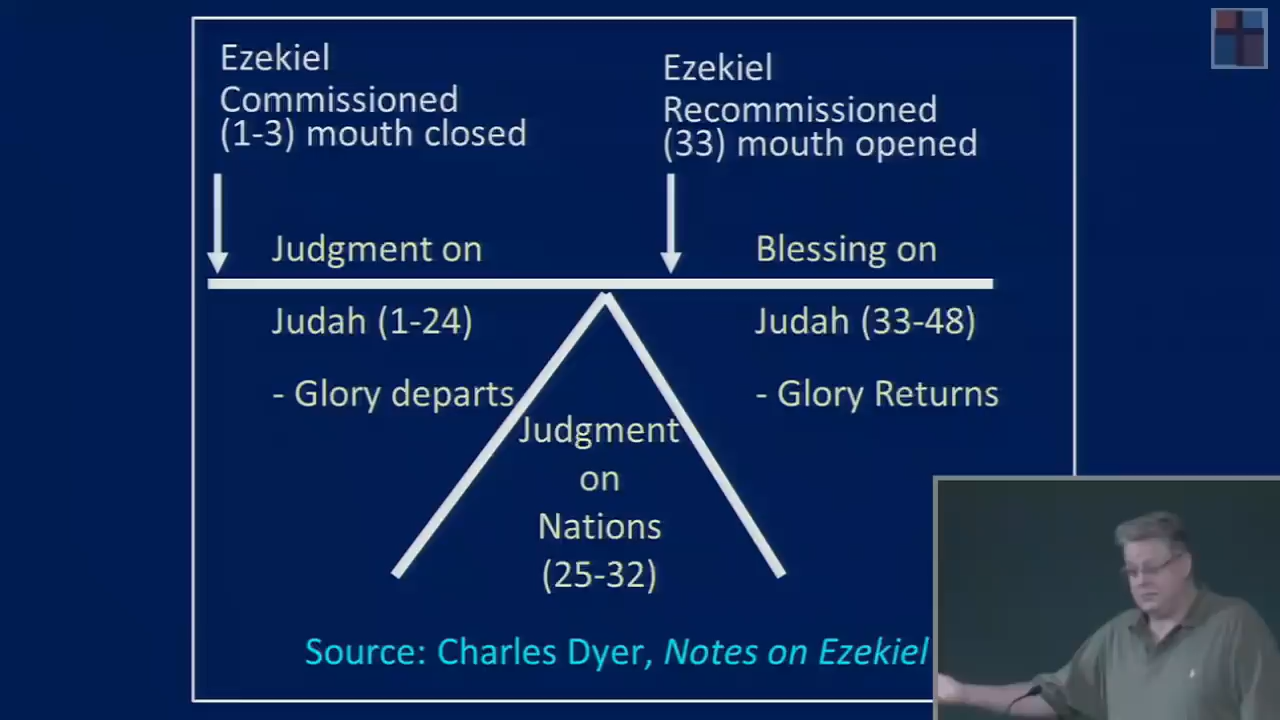 Ezekiel
Commissioned
(1-3) mouth closed
Ezekiel
Recommissioned
(33) mouth opened
Judgment on
Judah (1-24)
- Glory departs
Blessing on
Judah (33-48)
- Glory Returns
Judgment
on
Nations
(25-32)
Source: Charles Dyer, Notes on Ezekiel